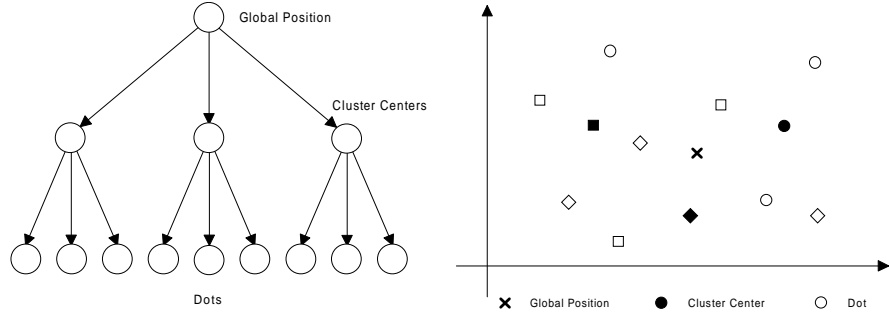 Global Position
Cluster Centers
Dots
Global Position
Cluster Center
Dot